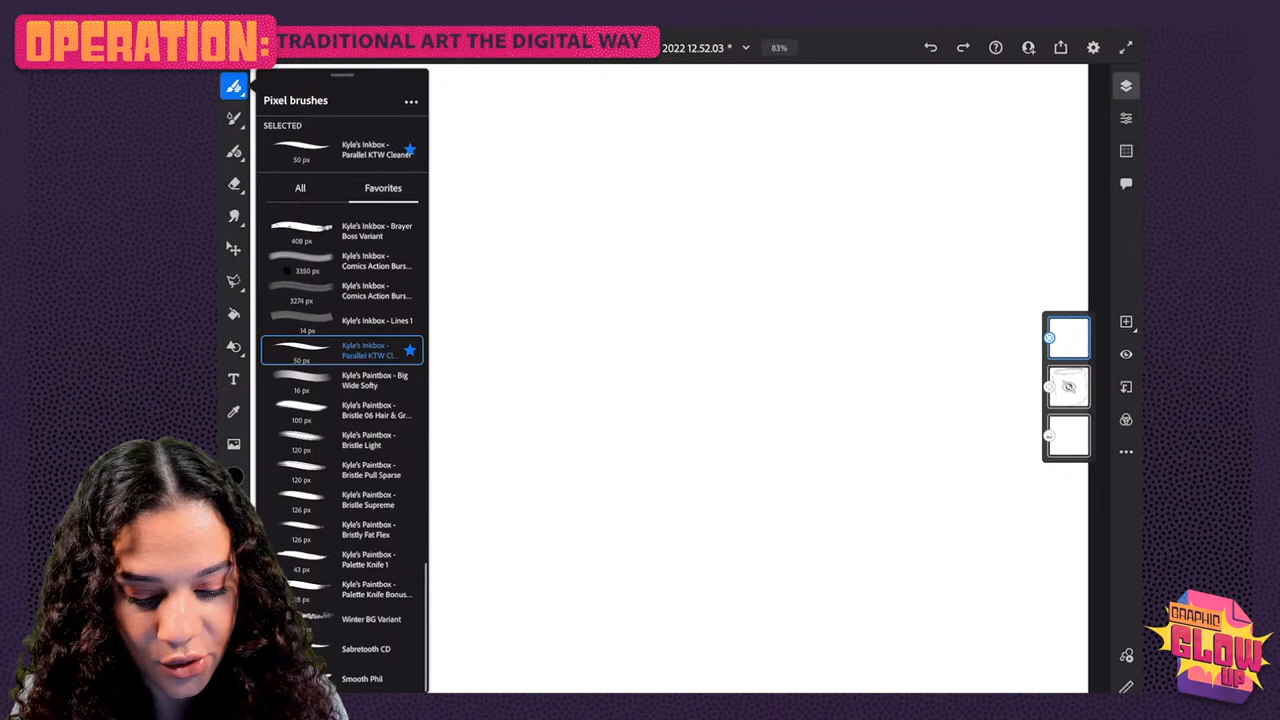 OPERATION:
TRADITIONAL ART THE DIGITAL WAY
2022 12.52.03 *
83%
Pixel brushes
SELECTED
Kyle's Inkbox -
Parallel KTW Cleaner
50 px
All
Favorites
Kyle's Inkbox - Brayer
Boss Variant
408 px
Kyle's Inkbox -
Comics Action Burs...
3350 px
Kyle's Inkbox -
Comics Action Burs...
3274 px
Kyle's Inkbox - Lines 1
14 px
Kyle's Inkbox -
Parallel KTW Cl...
50 px
Kyle's Paintbox - Big
Wide Softy
16 px
Kyle's Paintbox -
Bristle 06 Hair & Gr...
100 px
Kyle's Paintbox -
Bristle Light
120 px
Kyle's Paintbox -
Bristle Pull Sparse
120 px
Kyle's Paintbox -
Bristle Supreme
126 px
Kyle's Paintbox -
Bristly Fat Flex
126 px
Kyle's Paintbox -
Palette Knife 1
43 px
Kyle's Paintbox -
Palette Knife Bonus...
px
Winter BG Variant
Sabretooth CD
Smooth Phil
T
GRAPHIC
GLOW
UP